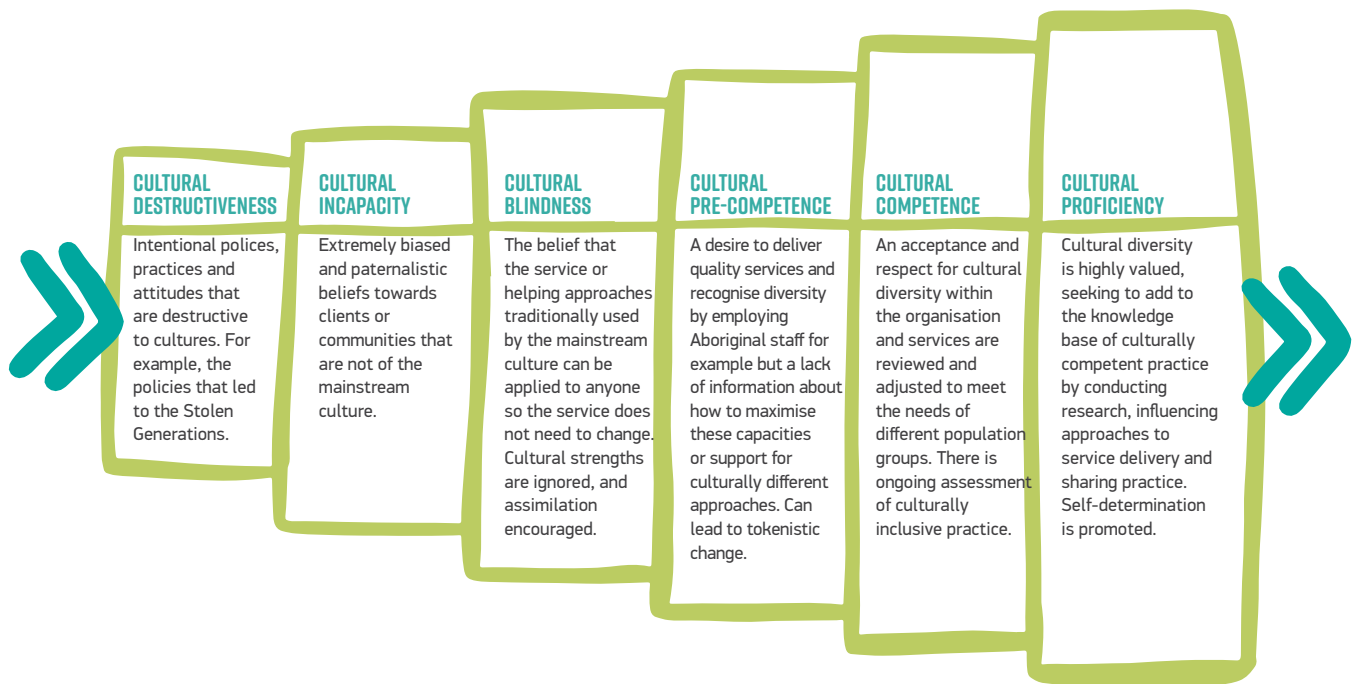 CULTURAL
DESTRUCTIVENESS
Intentional polices,
practices and
attitudes that
are destructive
to cultures. For
example, the
policies that led
to the Stolen
Generations.
CULTURAL
INCAPACITY
Extremely biased
and paternalistic
beliefs towards
clients or
communities that
are not of the
mainstream
culture.
CULTURAL
BLINDNESS
The belief that
the service or
helping approaches
traditionally used
by the mainstream
culture can be
applied to anyone
so the service does
not need to change.
Cultural strengths
are ignored, and
assimilation
encouraged.
CULTURAL
PRE-COMPETENCE
A desire to deliver
quality services and
recognise diversity
by employing
Aboriginal staff for
example but a lack
of information about
how to maximise
these capacities
or support for
culturally different
approaches. Can
lead to tokenistic
change.
CULTURAL
COMPETENCE
An acceptance and
respect for cultural
diversity within
the organisation
and services are
reviewed and
adjusted to meet
the needs of
different population
groups. There is
ongoing assessment
of culturally
inclusive practice.
CULTURAL
PROFICIENCY
Cultural diversity
is highly valued,
seeking to add to
the knowledge
base of culturally
competent practice
by conducting
research, influencing
approaches to
service delivery and
sharing practice.
Self-determination
is promoted.